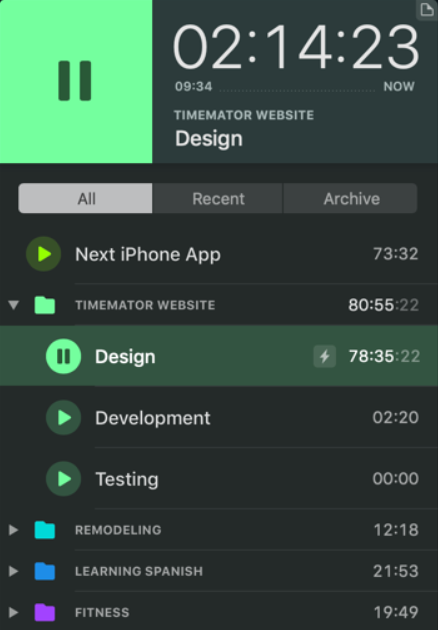 02:14:23
09:34 NOW
TIMEMATOR WEBSITE
Design
All Recent Archive
Next iPhone App 73:32
TIMEMATOR WEBSITE 80:55:22
Design 78:35:22
Development 02:20
Testing 00:00
REMODELING 12:18
LEARNING SPANISH 21:53
FITNESS 19:49